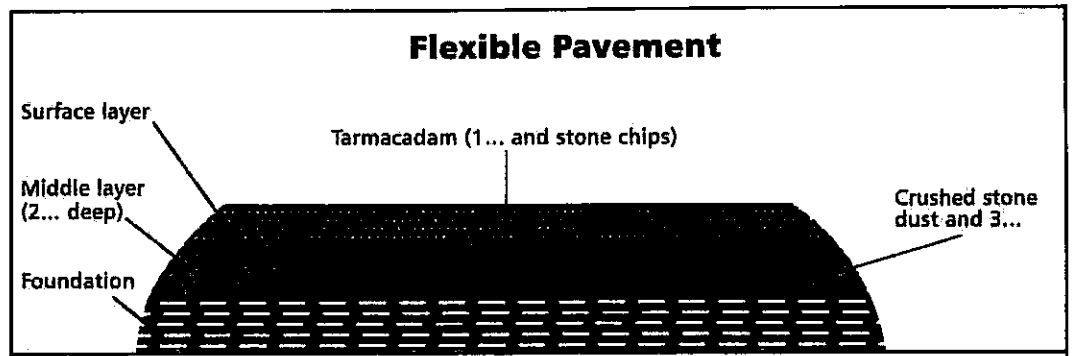 Flexible Pavement
Surface layer
Tarmacadam (1... and stone chips)
Middle layer
(2... deep)
Crushed stone
dust and 3...
Foundation